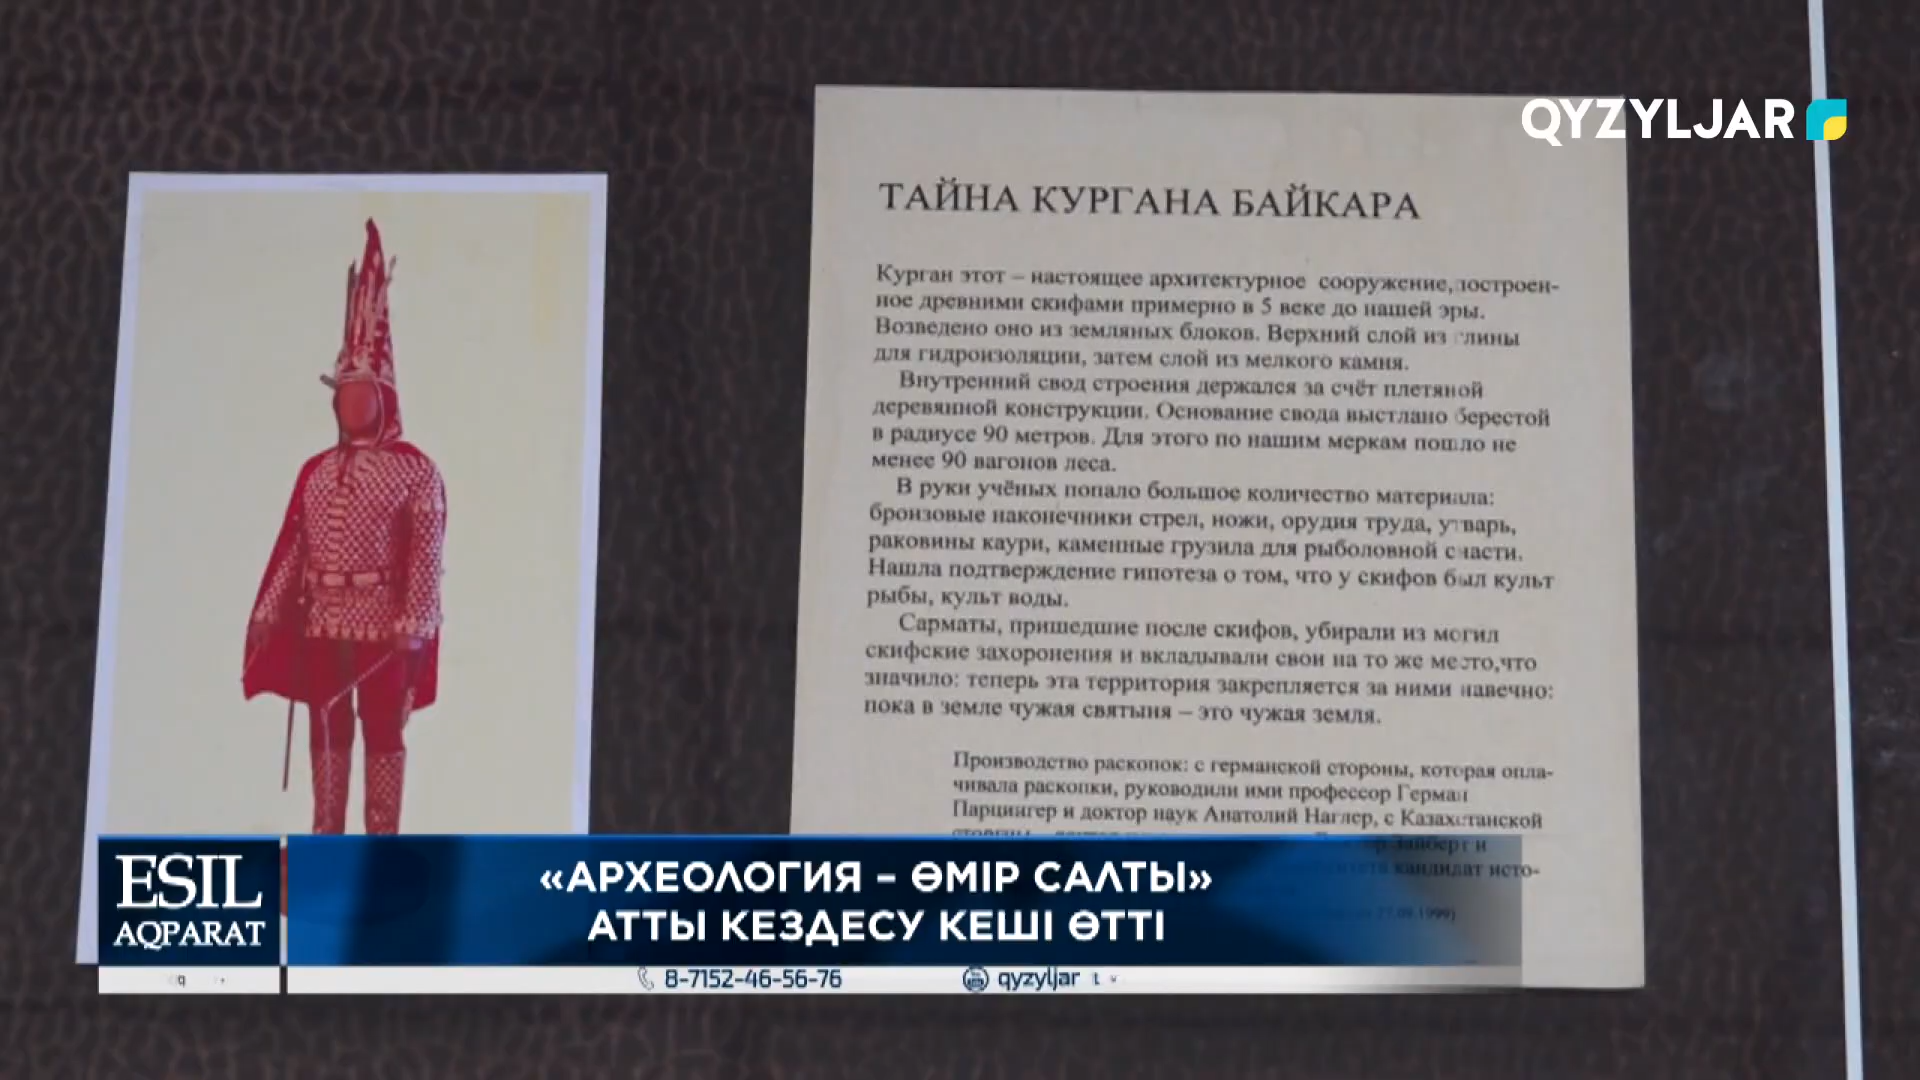 QYZYLJAR
ТАЙНА КУРГАНА БАЙКАРА
Курган этот – настоящее архитектурное сооружение, построен-
ное древними скифами примерно в 5 веке до нашей эры.
Возведено оно из земляных блоков. Верхний слой из глины
для гидроизоляции, затем слой из мелкого камня.
Внутренний свод строения держался за счёт плетяной
деревянной конструкции. Основание свода выстлано берестой
в радиусе 90 метров. Для этого по нашим меркам пошло не
менее 90 вагонов леса.
В руки учёных попало большое количество материала:
бронзовые наконечники стрел, ножи, орудия труда, утварь,
раковины каури, каменные грузила для рыболовной снасти.
Нашла подтверждение гипотеза о том, что у скифов был культ
рыбы, культ воды.
Сарматы, пришедшие после скифов, убирали из могил
скифские захоронения и вкладывали свои на то же место,что
значило: теперь эта территория закрепляется за ними навечно:
пока в земле чужая святыня – это чужая земля.
Производство раскопок: с германской стороны, которая опла-
чивала раскопки, руководили ими профессор Герман
Парцингер и доктор наук Анатолий Наглер, с Казахстанской
Зайберт и
кандидат исто-
27.09.1999)
ESIL
AQPARAT
«АРХЕОЛОГИЯ – ӨМІР САЛТЫ»
АТТЫ КЕЗДЕСУ КЕШІ ӨТТІ
8-7152-46-56-76
qyzyljar